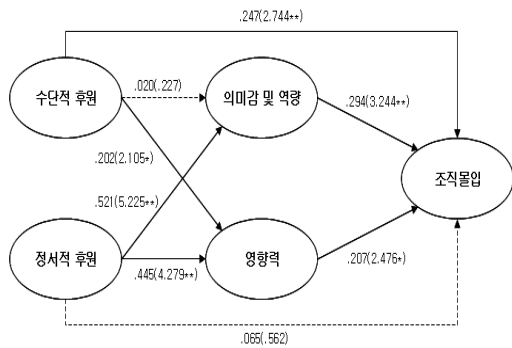 .247(2.744**)
수단적 후원
.020(.227)
의미감 및 역량
.294(3.244**)
.202(2.105*)
.521(5.225**)
조직몰입
정서적 후원
.445(4.279**)
영향력
.207(2.476*)
.065(.562)